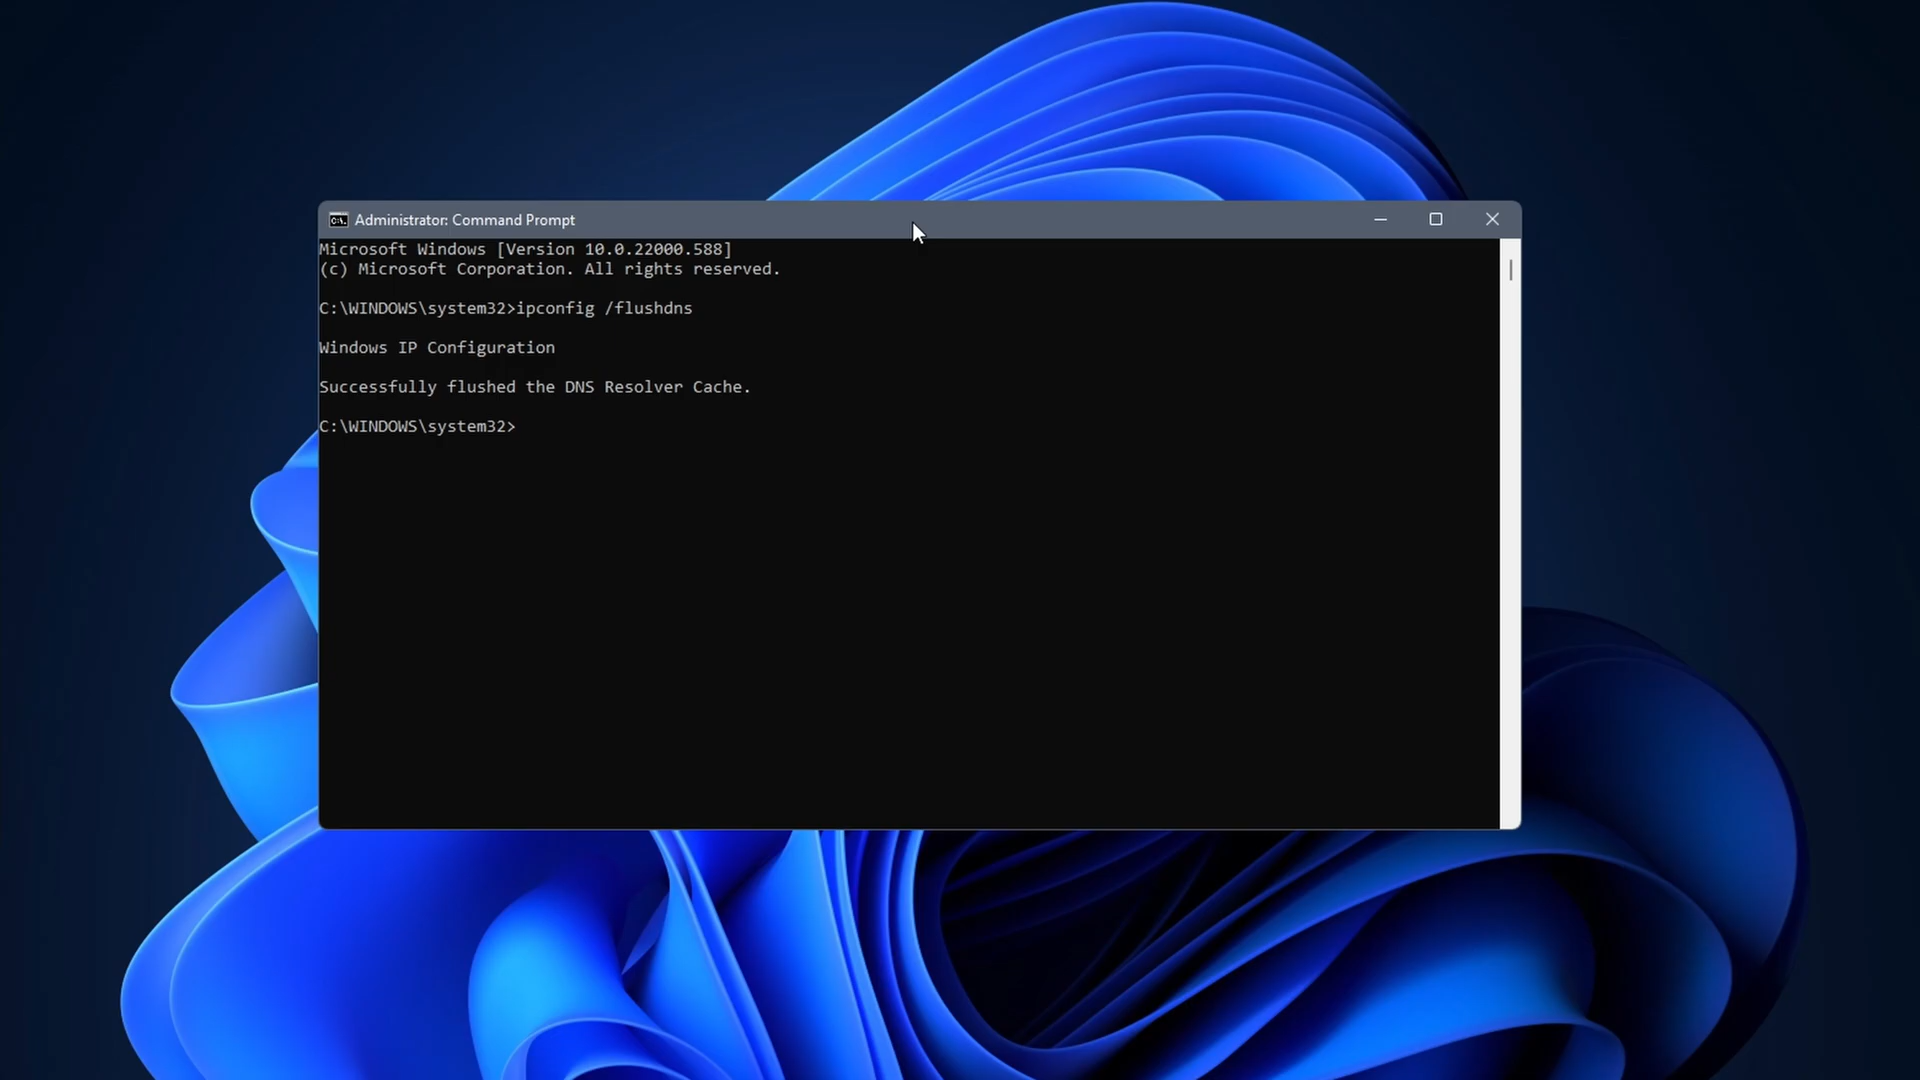 Administrator: Command Prompt
Microsoft Windows [Version 10.0.22000.588]
(c) Microsoft Corporation. All rights reserved.
C:\WINDOWS\system32>ipconfig /flushdns
Windows IP Configuration
Successfully flushed the DNS Resolver Cache.
C:\WINDOWS\system32>